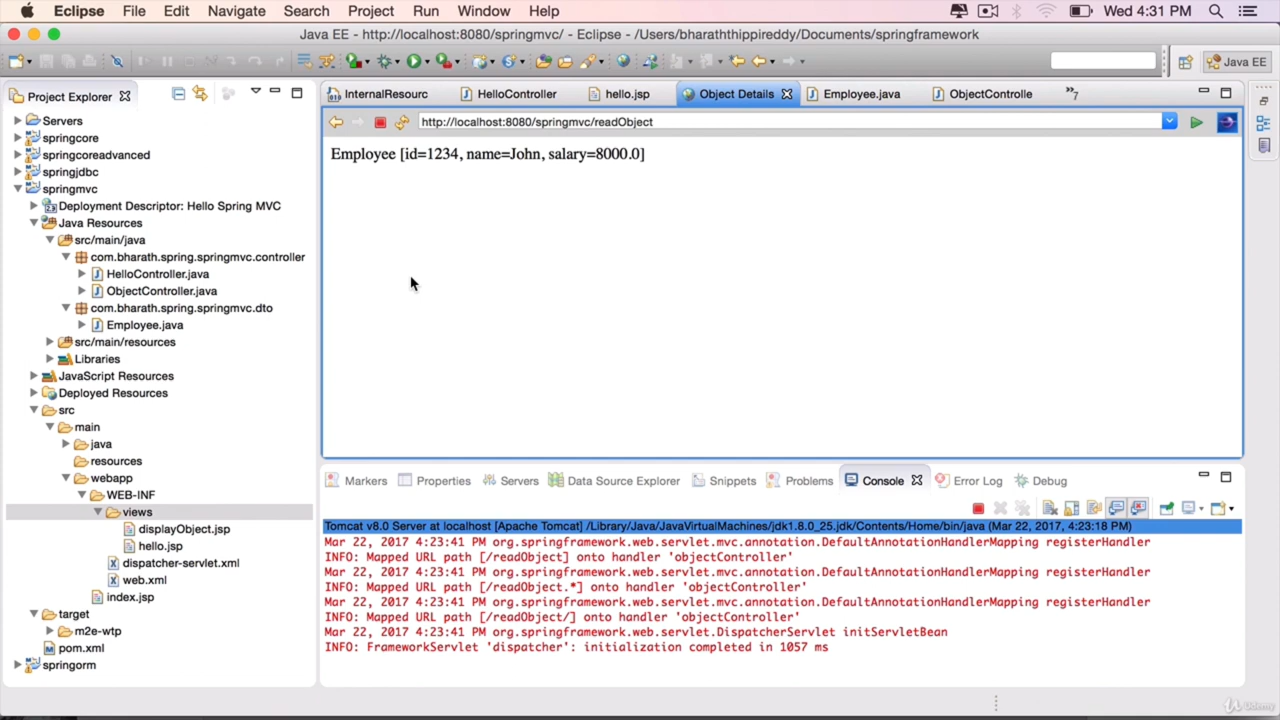 Eclipse File Edit Navigate Search Project Run Window Help Wed 4:31 PM
Java EE - http://localhost:8080/springmvc/ - Eclipse - /Users/bharaththippireddy/Documents/springframework
Java EE
Project Explorer
InternalResourc HelloController hello.jsp Object Details Employee.java ObjectControlle »7
http://localhost:8080/springmvc/readObject
Employee [id=1234, name=John, salary=8000.0]
Servers
springcore
springcoreadvanced
springjdbc
springmvc
Deployment Descriptor: Hello Spring MVC
Java Resources
src/main/java
com.bharath.spring.springmvc.controller
HelloController.java
ObjectController.java
com.bharath.spring.springmvc.dto
Employee.java
src/main/resources
Libraries
JavaScript Resources
Deployed Resources
src
main
java
resources
webapp
WEB-INF
views
displayObject.jsp
hello.jsp
dispatcher-servlet.xml
web.xml
index.jsp
target
m2e-wtp
pom.xml
springorm
Markers Properties Servers Data Source Explorer Snippets Problems Console Error Log Debug
Tomcat v8.0 Server at localhost [Apache Tomcat] /Library/Java/JavaVirtualMachines/jdk1.8.0_25.jdk/Contents/Home/bin/java (Mar 22, 2017, 4:23:18 PM)
Mar 22, 2017 4:23:41 PM org.springframework.web.servlet.mvc.annotation.DefaultAnnotationHandlerMapping registerHandler
INFO: Mapped URL path [/readObject] onto handler 'objectController'
Mar 22, 2017 4:23:41 PM org.springframework.web.servlet.mvc.annotation.DefaultAnnotationHandlerMapping registerHandler
INFO: Mapped URL path [/readObject.*] onto handler 'objectController'
Mar 22, 2017 4:23:41 PM org.springframework.web.servlet.mvc.annotation.DefaultAnnotationHandlerMapping registerHandler
INFO: Mapped URL path [/readObject/] onto handler 'objectController'
Mar 22, 2017 4:23:41 PM org.springframework.web.servlet.DispatcherServlet initServletBean
INFO: FrameworkServlet 'dispatcher': initialization completed in 1057 ms
Udemy